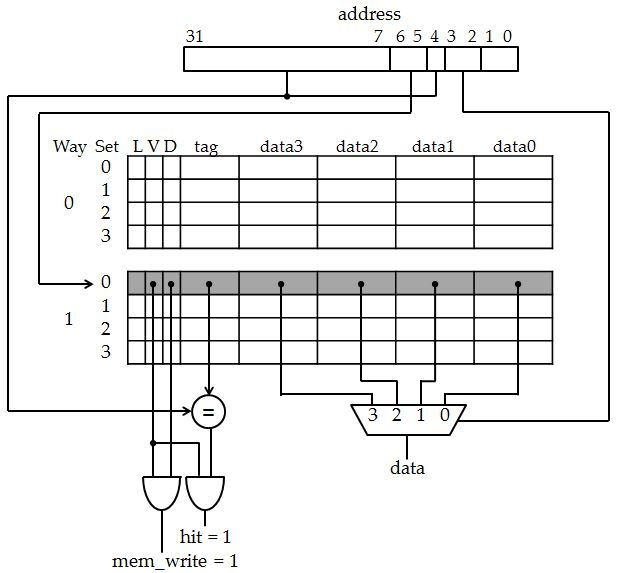 address
31 7 6 5 4 3 2 1 0
Way Set L V D tag data3 data2 data1 data0
0
1
0
2
3
0
1
1
2
3
=
3 2 1 0
data
hit = 1
mem_write = 1